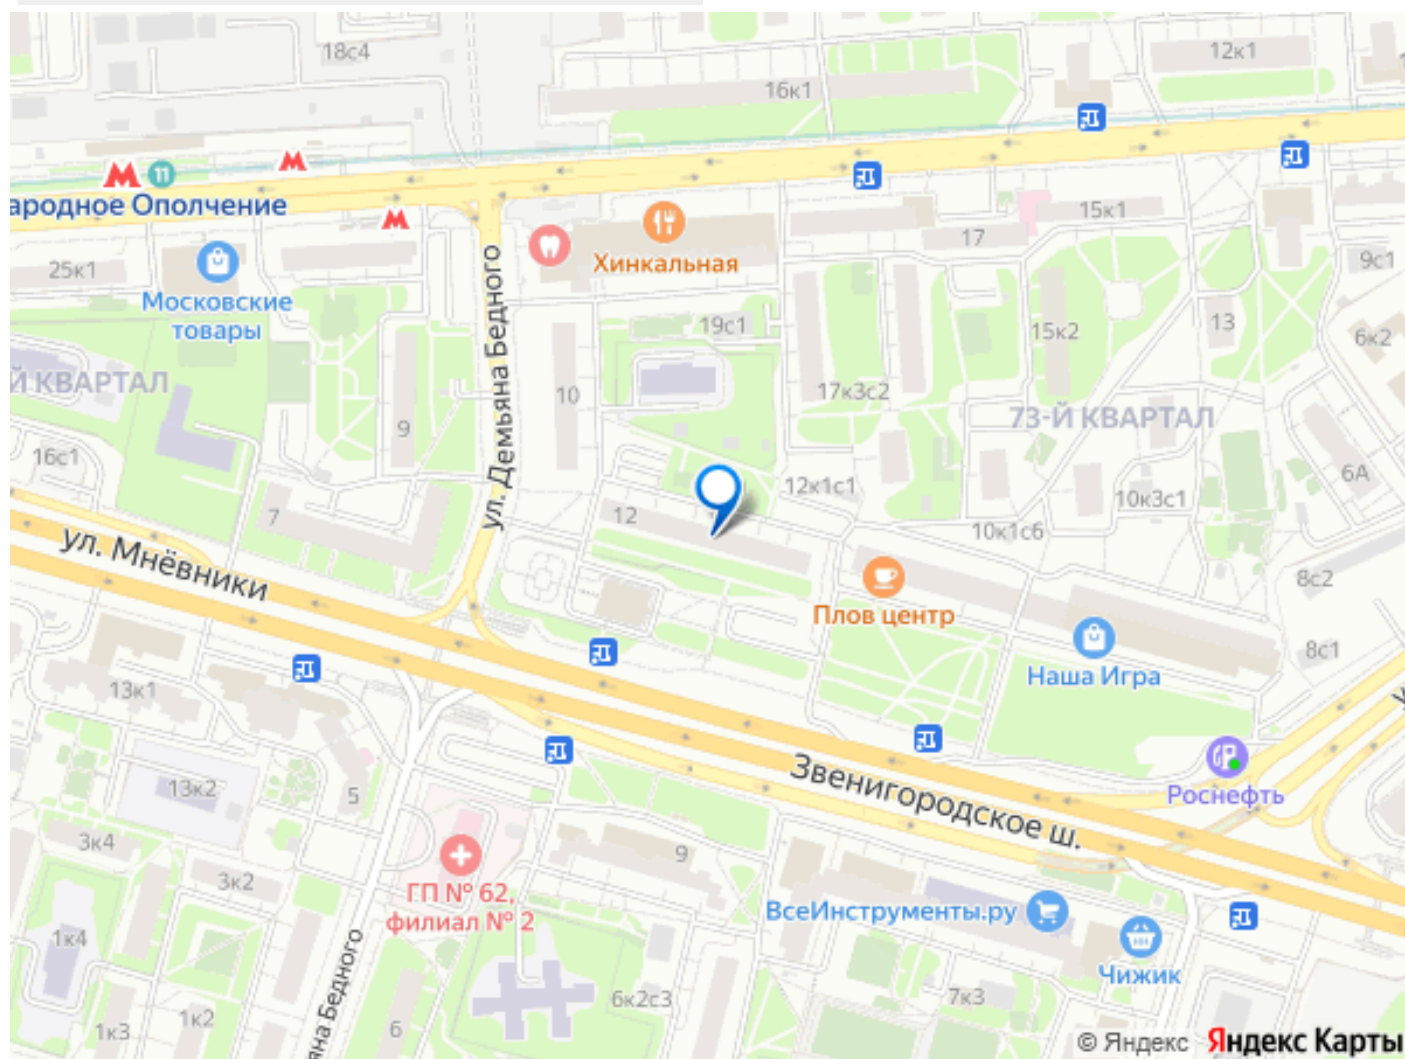 18с4
12к1
16к1
11
ародное Ополчение
15к1
17
25к1
Хинкальная
9с1
Московские
товары
19с1
13
15к2
6к2
Й КВАРТАЛ
ул. Демьяна Бедного
10
17к3с2
73-Й КВАРТАЛ
9
16с1
6А
12к1с1
10к3с1
7
12
10к1с6
ул. Мнёвники
8с2
Плов центр
8с1
Наша Игра
13к1
Звенигородское ш.
Роснефть
13к2
5
3к4
9
3к2
ГП № 62,
филиал № 2
ВсеИнструменты.ру
1к4
Чижик
яна Бедного
6к2с3
7к3
1к3
1к2
6
© Яндекс Яндекс Карты